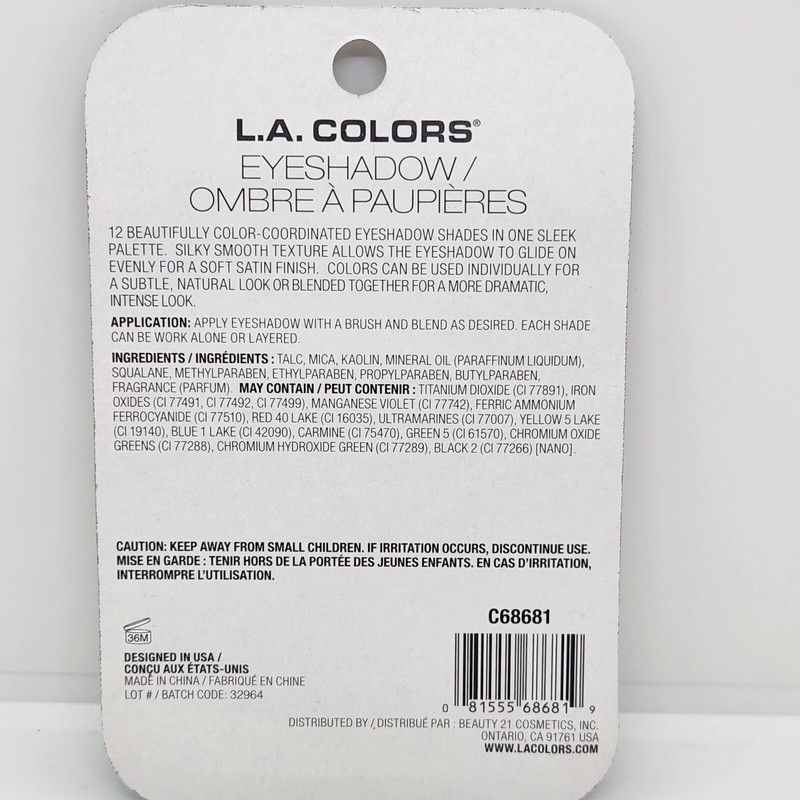 L.A. COLORS®
EYESHADOW /
OMBRE À PAUPIÈRES
12 BEAUTIFULLY COLOR-COORDINATED EYESHADOW SHADES IN ONE SLEEK
PALETTE. SILKY SMOOTH TEXTURE ALLOWS THE EYESHADOW TO GLIDE ON
EVENLY FOR A SOFT SATIN FINISH. COLORS CAN BE USED INDIVIDUALLY FOR
A SUBTLE, NATURAL LOOK OR BLENDED TOGETHER FOR A MORE DRAMATIC,
INTENSE LOOK.
APPLICATION: APPLY EYESHADOW WITH A BRUSH AND BLEND AS DESIRED. EACH SHADE
CAN BE WORK ALONE OR LAYERED.
INGREDIENTS / INGRÉDIENTS : TALC, MICA, KAOLIN, MINERAL OIL (PARAFFINUM LIQUIDUM),
SQUALANE, METHYLPARABEN, ETHYLPARABEN, PROPYLPARABEN, BUTYLPARABEN,
FRAGRANCE (PARFUM). MAY CONTAIN / PEUT CONTENIR : TITANIUM DIOXIDE (CI 77891), IRON
OXIDES (CI 77491, CI 77492, CI 77499), MANGANESE VIOLET (CI 77742), FERRIC AMMONIUM
FERROCYANIDE (CI 77510), RED 40 LAKE (CI 16035), ULTRAMARINES (CI 77007), YELLOW 5 LAKE
(CI 19140), BLUE 1 LAKE (CI 42090), CARMINE (CI 75470), GREEN 5 (CI 61570), CHROMIUM OXIDE
GREENS (CI 77288), CHROMIUM HYDROXIDE GREEN (CI 77289), BLACK 2 (CI 77266) [NANO].
CAUTION: KEEP AWAY FROM SMALL CHILDREN. IF IRRITATION OCCURS, DISCONTINUE USE.
MISE EN GARDE : TENIR HORS DE LA PORTÉE DES JEUNES ENFANTS. EN CAS D'IRRITATION,
INTERROMPRE L'UTILISATION.
36M
DESIGNED IN USA /
CONÇU AUX ÉTATS-UNIS
MADE IN CHINA / FABRIQUÉ EN CHINE
LOT # / BATCH CODE: 32964
C68681
0 81555 68681 9
DISTRIBUTED BY / DISTRIBUÉ PAR : BEAUTY 21 COSMETICS, INC.
ONTARIO, CA 91761 USA
WWW.LACOLORS.COM